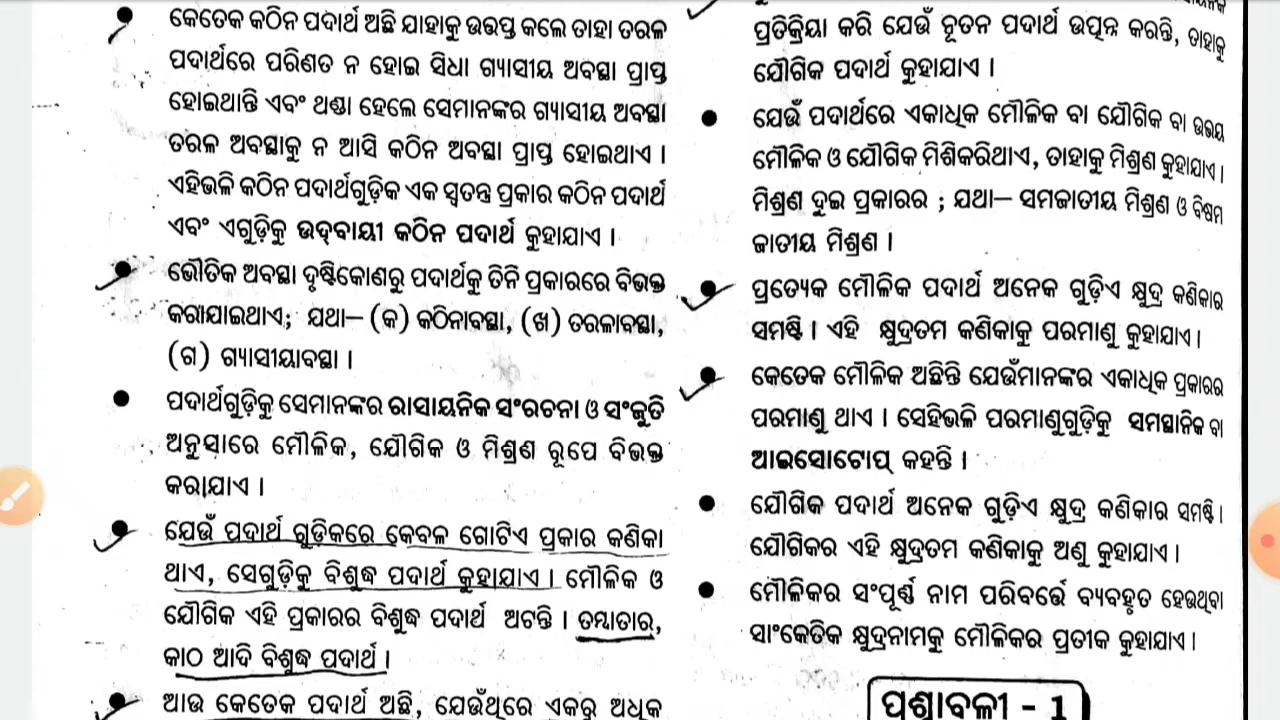 କେତେକ କଠିନ ପଦାର୍ଥ ଅଛି ଯାହାକୁ ଉତ୍ତପ୍ତ କଲେ ତାହା ତରଳ
ପଦାର୍ଥରେ ପରିଣତ ନ ହୋଇ ସିଧା ଗ୍ୟାସୀୟ ଅବସ୍ଥା ପ୍ରାପ୍ତ
ହୋଇଥାନ୍ତି ଏବଂ ଥଣ୍ଡା ହେଲେ ସେମାନଙ୍କର ଗ୍ୟାସୀୟ ଅବସ୍ଥା
ତରଳ ଅବସ୍ଥାକୁ ନ ଆସି କଠିନ ଅବସ୍ଥା ପ୍ରାପ୍ତ ହୋଇଥାଏ ।
ଏହିଭଳି କଠିନ ପଦାର୍ଥଗୁଡ଼ିକ ଏକ ସ୍ୱତନ୍ତ୍ର ପ୍ରକାର କଠିନ ପଦାର୍ଥ
ଏବଂ ଏଗୁଡ଼ିକୁ ଉଦ୍‌ବାୟୀ କଠିନ ପଦାର୍ଥ କୁହାଯାଏ ।
ଭୌତିକ ଅବସ୍ଥା ଦୃଷ୍ଟିକୋଣରୁ ପଦାର୍ଥକୁ ତିନି ପ୍ରକାରରେ ବିଭକ୍ତ
କରାଯାଇଥାଏ; ଯଥା— (କ) କଠିନାବସ୍ଥା, (ଖ) ତରଳାବସ୍ଥା,
(ଗ) ଗ୍ୟାସୀୟାବସ୍ଥା ।
ପଦାର୍ଥଗୁଡ଼ିକୁ ସେମାନଙ୍କର ରାସାୟନିକ ସଂରଚନା ଓ ସଂଜ୍ଞୁତି
ଅନୁସାରେ ମୌଳିକ, ଯୌଗିକ ଓ ମିଶ୍ରଣ ରୂପେ ବିଭକ୍ତ
କରାଯାଏ ।
ଯେଉଁ ପଦାର୍ଥ ଗୁଡ଼ିକରେ କେବଳ ଗୋଟିଏ ପ୍ରକାର କଣିକା
ଥାଏ, ସେଗୁଡ଼ିକୁ ବିଶୁଦ୍ଧ ପଦାର୍ଥ କୁହାଯାଏ । ମୌଳିକ ଓ
ଯୌଗିକ ଏହି ପ୍ରକାରର ବିଶୁଦ୍ଧ ପଦାର୍ଥ ଅଟନ୍ତି । ତମ୍ବାତାର,
କାଠ ଆଦି ବିଶୁଦ୍ଧ ପଦାର୍ଥ ।
ଆଉ କେତେକ ପଦାର୍ଥ ଅଛି, ଯେଉଁଥିରେ ଏକରୁ ଅଧିକ
ପ୍ରତିକ୍ରିୟା କରି ଯେଉଁ ନୂତନ ପଦାର୍ଥ ଉତ୍ପନ୍ନ କରନ୍ତି, ତାହାକୁ
ଯୌଗିକ ପଦାର୍ଥ କୁହାଯାଏ ।
ଯେଉଁ ପଦାର୍ଥରେ ଏକାଧିକ ମୌଳିକ ବା ଯୌଗିକ ବା ଉଭୟ
ମୌଳିକ ଓ ଯୌଗିକ ମିଶିକରିଥାଏ, ତାହାକୁ ମିଶ୍ରଣ କୁହାଯାଏ ।
ମିଶ୍ରଣ ଦୁଇ ପ୍ରକାରର ; ଯଥା— ସମଜାତୀୟ ମିଶ୍ରଣ ଓ ବିଷମ
ଜାତୀୟ ମିଶ୍ରଣ ।
ପ୍ରତ୍ୟେକ ମୌଳିକ ପଦାର୍ଥ ଅନେକ ଗୁଡ଼ିଏ କ୍ଷୁଦ୍ର କଣିକାର
ସମଷ୍ଟି । ଏହି କ୍ଷୁଦ୍ରତମ କଣିକାକୁ ପରମାଣୁ କୁହାଯାଏ ।
କେତେକ ମୌଳିକ ଅଛନ୍ତି ଯେଉଁମାନଙ୍କର ଏକାଧିକ ପ୍ରକାରର
ପରମାଣୁ ଥାଏ । ସେହିଭଳି ପରମାଣୁଗୁଡ଼ିକୁ ସମସ୍ଥାନିକ ବା
ଆଇସୋଟୋପ୍ କହନ୍ତି ।
ଯୌଗିକ ପଦାର୍ଥ ଅନେକ ଗୁଡ଼ିଏ କ୍ଷୁଦ୍ର କଣିକାର ସମଷ୍ଟି ।
ଯୌଗିକର ଏହି କ୍ଷୁଦ୍ରତମ କଣିକାକୁ ଅଣୁ କୁହାଯାଏ ।
ମୌଳିକର ସଂପୂର୍ଣ୍ଣ ନାମ ପରିବର୍ତ୍ତେ ବ୍ୟବହୃତ ହେଉଥିବା
ସାଂକେତିକ କ୍ଷୁଦ୍ରନାମକୁ ମୌଳିକର ପ୍ରତୀକ କୁହାଯାଏ ।
ପ୍ରଶ୍ନାବଳୀ - 1